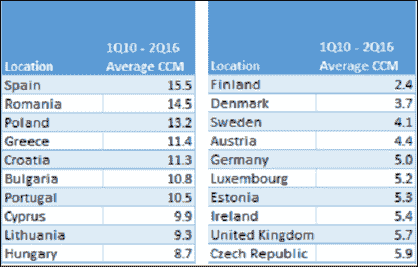 1Q10 - 2Q16
Location Average CCM
Spain 15.5
Romania 14.5
Poland 13.2
Greece 11.4
Croatia 11.3
Bulgaria 10.8
Portugal 10.5
Cyprus 9.9
Lithuania 9.3
Hungary 8.7
1Q10 - 2Q16
Location Average CCM
Finland 2.4
Denmark 3.7
Sweden 4.1
Austria 4.4
Germany 5.0
Luxembourg 5.2
Estonia 5.3
Ireland 5.4
United Kingdom 5.7
Czech Republic 5.9